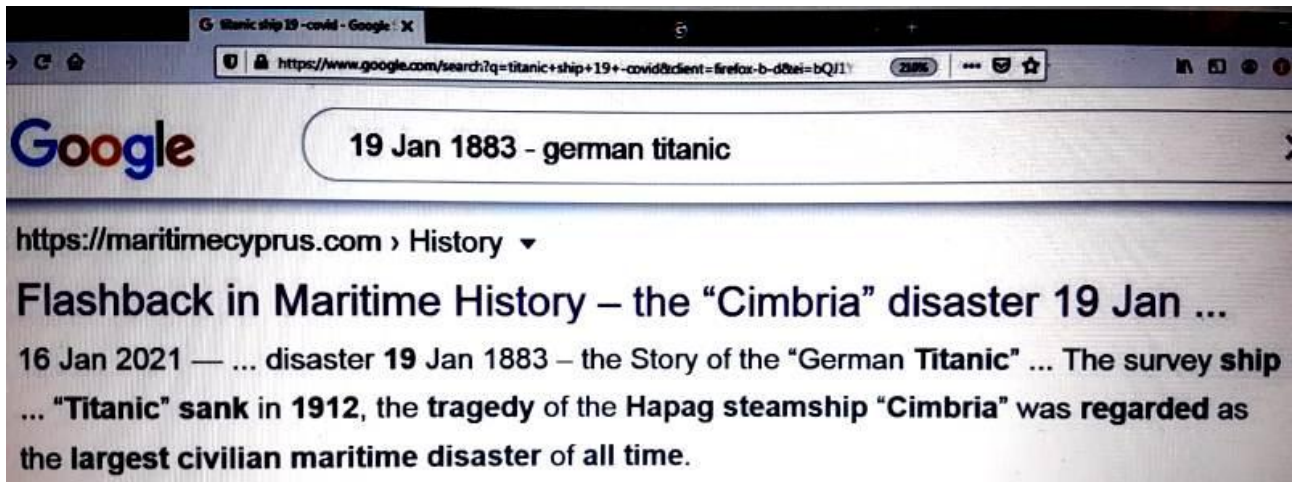 titanic ship 19 -covid - Google
https://www.google.com/search?q=titanic+ship+19+-covid&client=firefox-b-d&ei=bQJ1Y
210%
Google
19 Jan 1883 - german titanic
https://maritimecyprus.com › History
Flashback in Maritime History – the “Cimbria” disaster 19 Jan ...
16 Jan 2021 — ... disaster 19 Jan 1883 – the Story of the “German Titanic” ... The survey ship
... “Titanic” sank in 1912, the tragedy of the Hapag steamship “Cimbria” was regarded as
the largest civilian maritime disaster of all time.